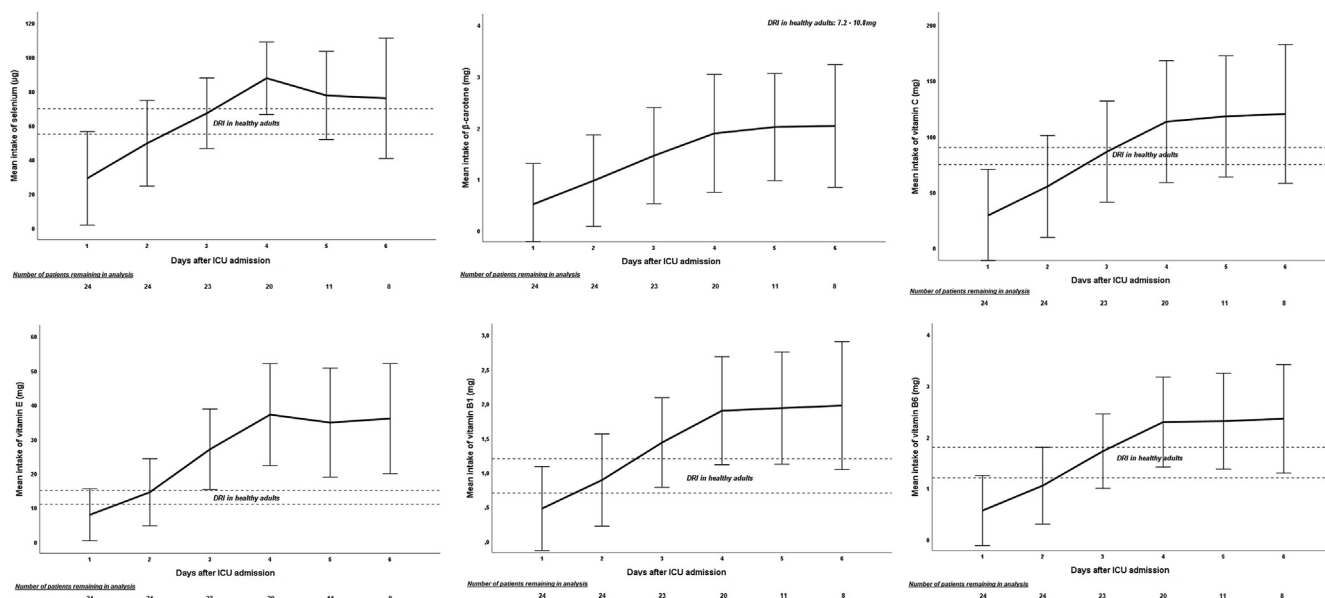 Mean intake of selenium (µg)
120
100
80
60
40
20
0
DRI in healthy adults
1 2 3 4 5 6
Days after ICU admission
Number of patients remaining in analysis
24 24 23 20 11 8
Mean intake of β-carotene (mg)
4
3
2
1
0
DRI in healthy adults: 7.2 - 10.8mg
1 2 3 4 5 6
Days after ICU admission
Number of patients remaining in analysis
24 24 23 20 11 8
Mean intake of vitamin C (mg)
200
150
100
50
0
DRI in healthy adults
1 2 3 4 5 6
Days after ICU admission
Number of patients remaining in analysis
24 24 23 20 11 8
Mean intake of vitamin E (mg)
60
50
40
30
20
10
0
DRI in healthy adults
1 2 3 4 5 6
Days after ICU admission
Number of patients remaining in analysis
24 24 23 20 11 8
Mean intake of vitamin B1 (mg)
3,0
2,5
2,0
1,5
1,0
,5
,0
DRI in healthy adults
1 2 3 4 5 6
Days after ICU admission
Number of patients remaining in analysis
24 24 23 20 11 8
Mean intake of vitamin B6 (mg)
4
3
2
1
0
DRI in healthy adults
1 2 3 4 5 6
Days after ICU admission
Number of patients remaining in analysis
24 24 23 20 11 8